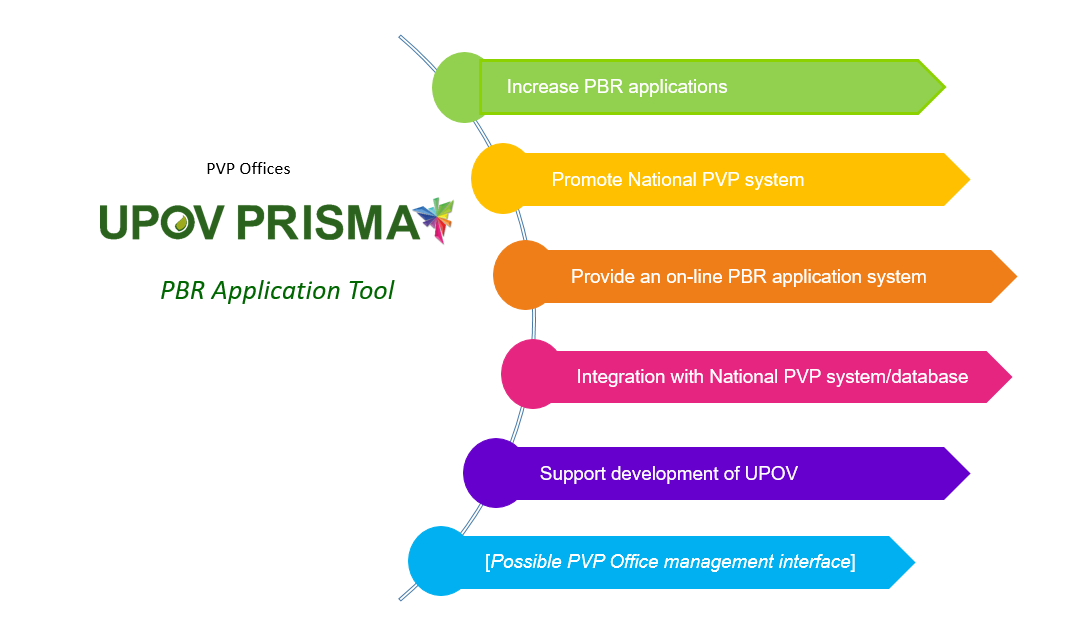 PVP Offices
UPOV PRISMA
PBR Application Tool
Increase PBR applications
Promote National PVP system
Provide an on-line PBR application system
Integration with National PVP system/database
Support development of UPOV
[Possible PVP Office management interface]